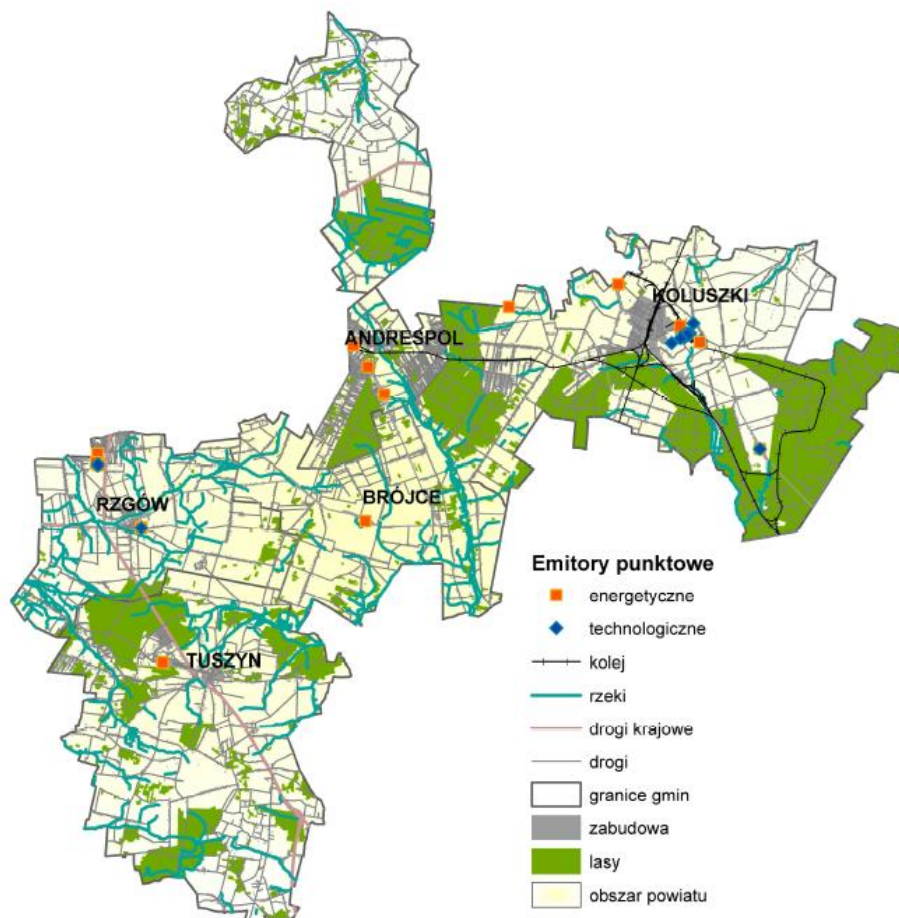 KOLUSZKI
ANDRESPOL
BRÓJCE
RZGÓW
TUSZYN
Emitory punktowe
energetyczne
technologiczne
kolej
rzeki
drogi krajowe
drogi
granice gmin
zabudowa
lasy
obszar powiatu